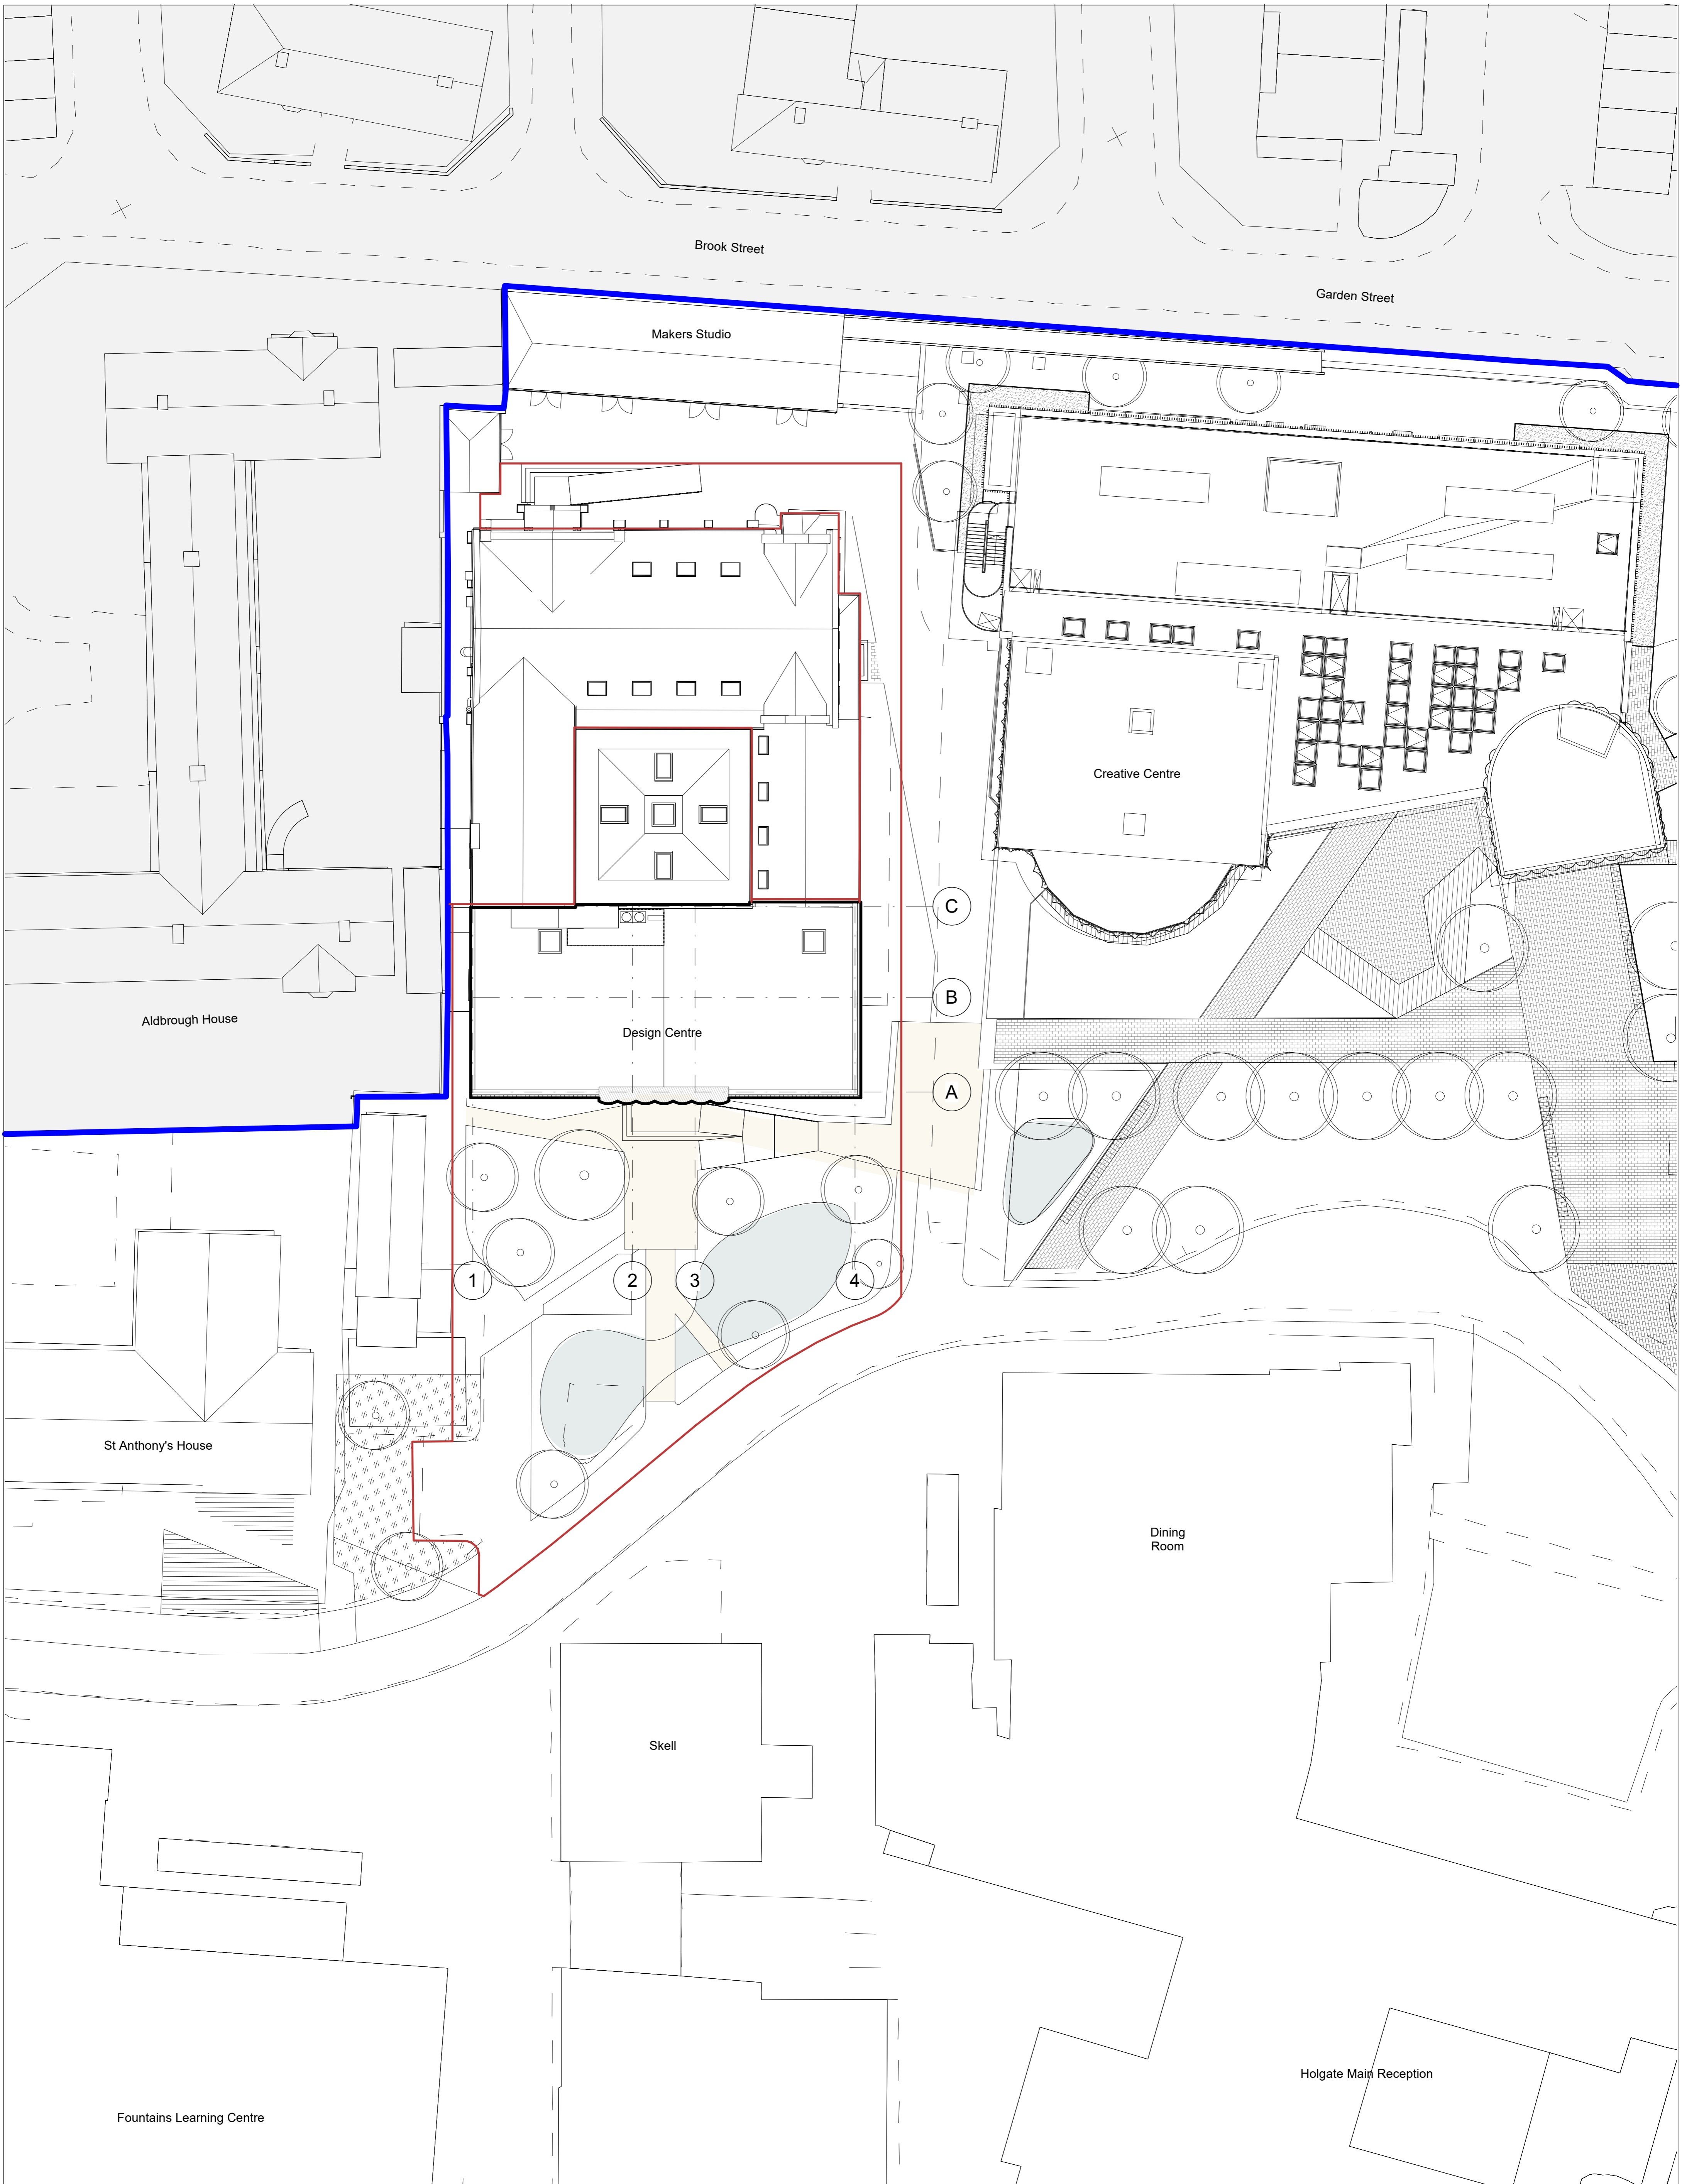 Brook Street
Garden Street
Makers Studio
Creative Centre
C
B
Aldbrough House
Design Centre
A
1
2
3
4
St Anthony's House
Dining
Room
Skell
Holgate Main Reception
Fountains Learning Centre